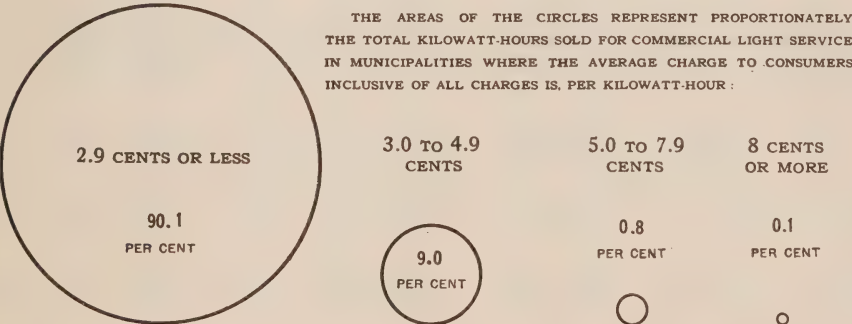 THE AREAS OF THE CIRCLES REPRESENT PROPORTIONATELY
THE TOTAL KILOWATT-HOURS SOLD FOR COMMERCIAL LIGHT SERVICE
IN MUNICIPALITIES WHERE THE AVERAGE CHARGE TO CONSUMERS
INCLUSIVE OF ALL CHARGES IS, PER KILOWATT-HOUR :
2.9 CENTS OR LESS
90.1
PER CENT
3.0 TO 4.9
CENTS
9.0
PER CENT
5.0 TO 7.9
CENTS
0.8
PER CENT
8 CENTS
OR MORE
0.1
PER CENT